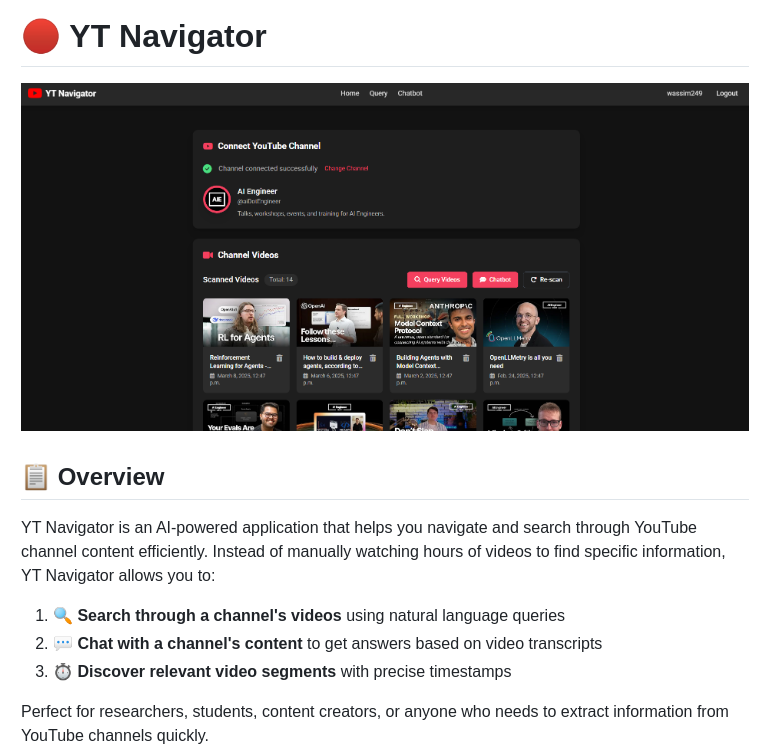 🔴 YT Navigator
YT Navigator
Home Query Chatbot
wassim249 Logout
Connect YouTube Channel
Channel connected successfully Change Channel
AE
AI Engineer
@aiDotEngineer
Talks, workshops, events, and training for AI Engineers.
Channel Videos
Scanned Videos Total: 14
Query Videos Chatbot Re-scan
RL for Agents
OpenAI
Follow these
Lessons...
ANTHROP\C
FULL WORKSHOP
Model Context
Protocol
Reinforcement
Learning for Agents -...
March 8, 2025, 12:47
p.m.
How to build & deploy
agents, according to...
March 6, 2025, 12:47
p.m.
Building Agents with
Model Context...
March 2, 2025, 12:47
p.m.
OpenLLMetry is all you
need
Feb. 24, 2025, 12:47
p.m.
Your Evals Are
Don't Stop
📋 Overview
YT Navigator is an AI-powered application that helps you navigate and search through YouTube
channel content efficiently. Instead of manually watching hours of videos to find specific information,
YT Navigator allows you to:
1. 🔍 Search through a channel's videos using natural language queries
2. 💬 Chat with a channel's content to get answers based on video transcripts
3. ⏱️ Discover relevant video segments with precise timestamps
Perfect for researchers, students, content creators, or anyone who needs to extract information from
YouTube channels quickly.